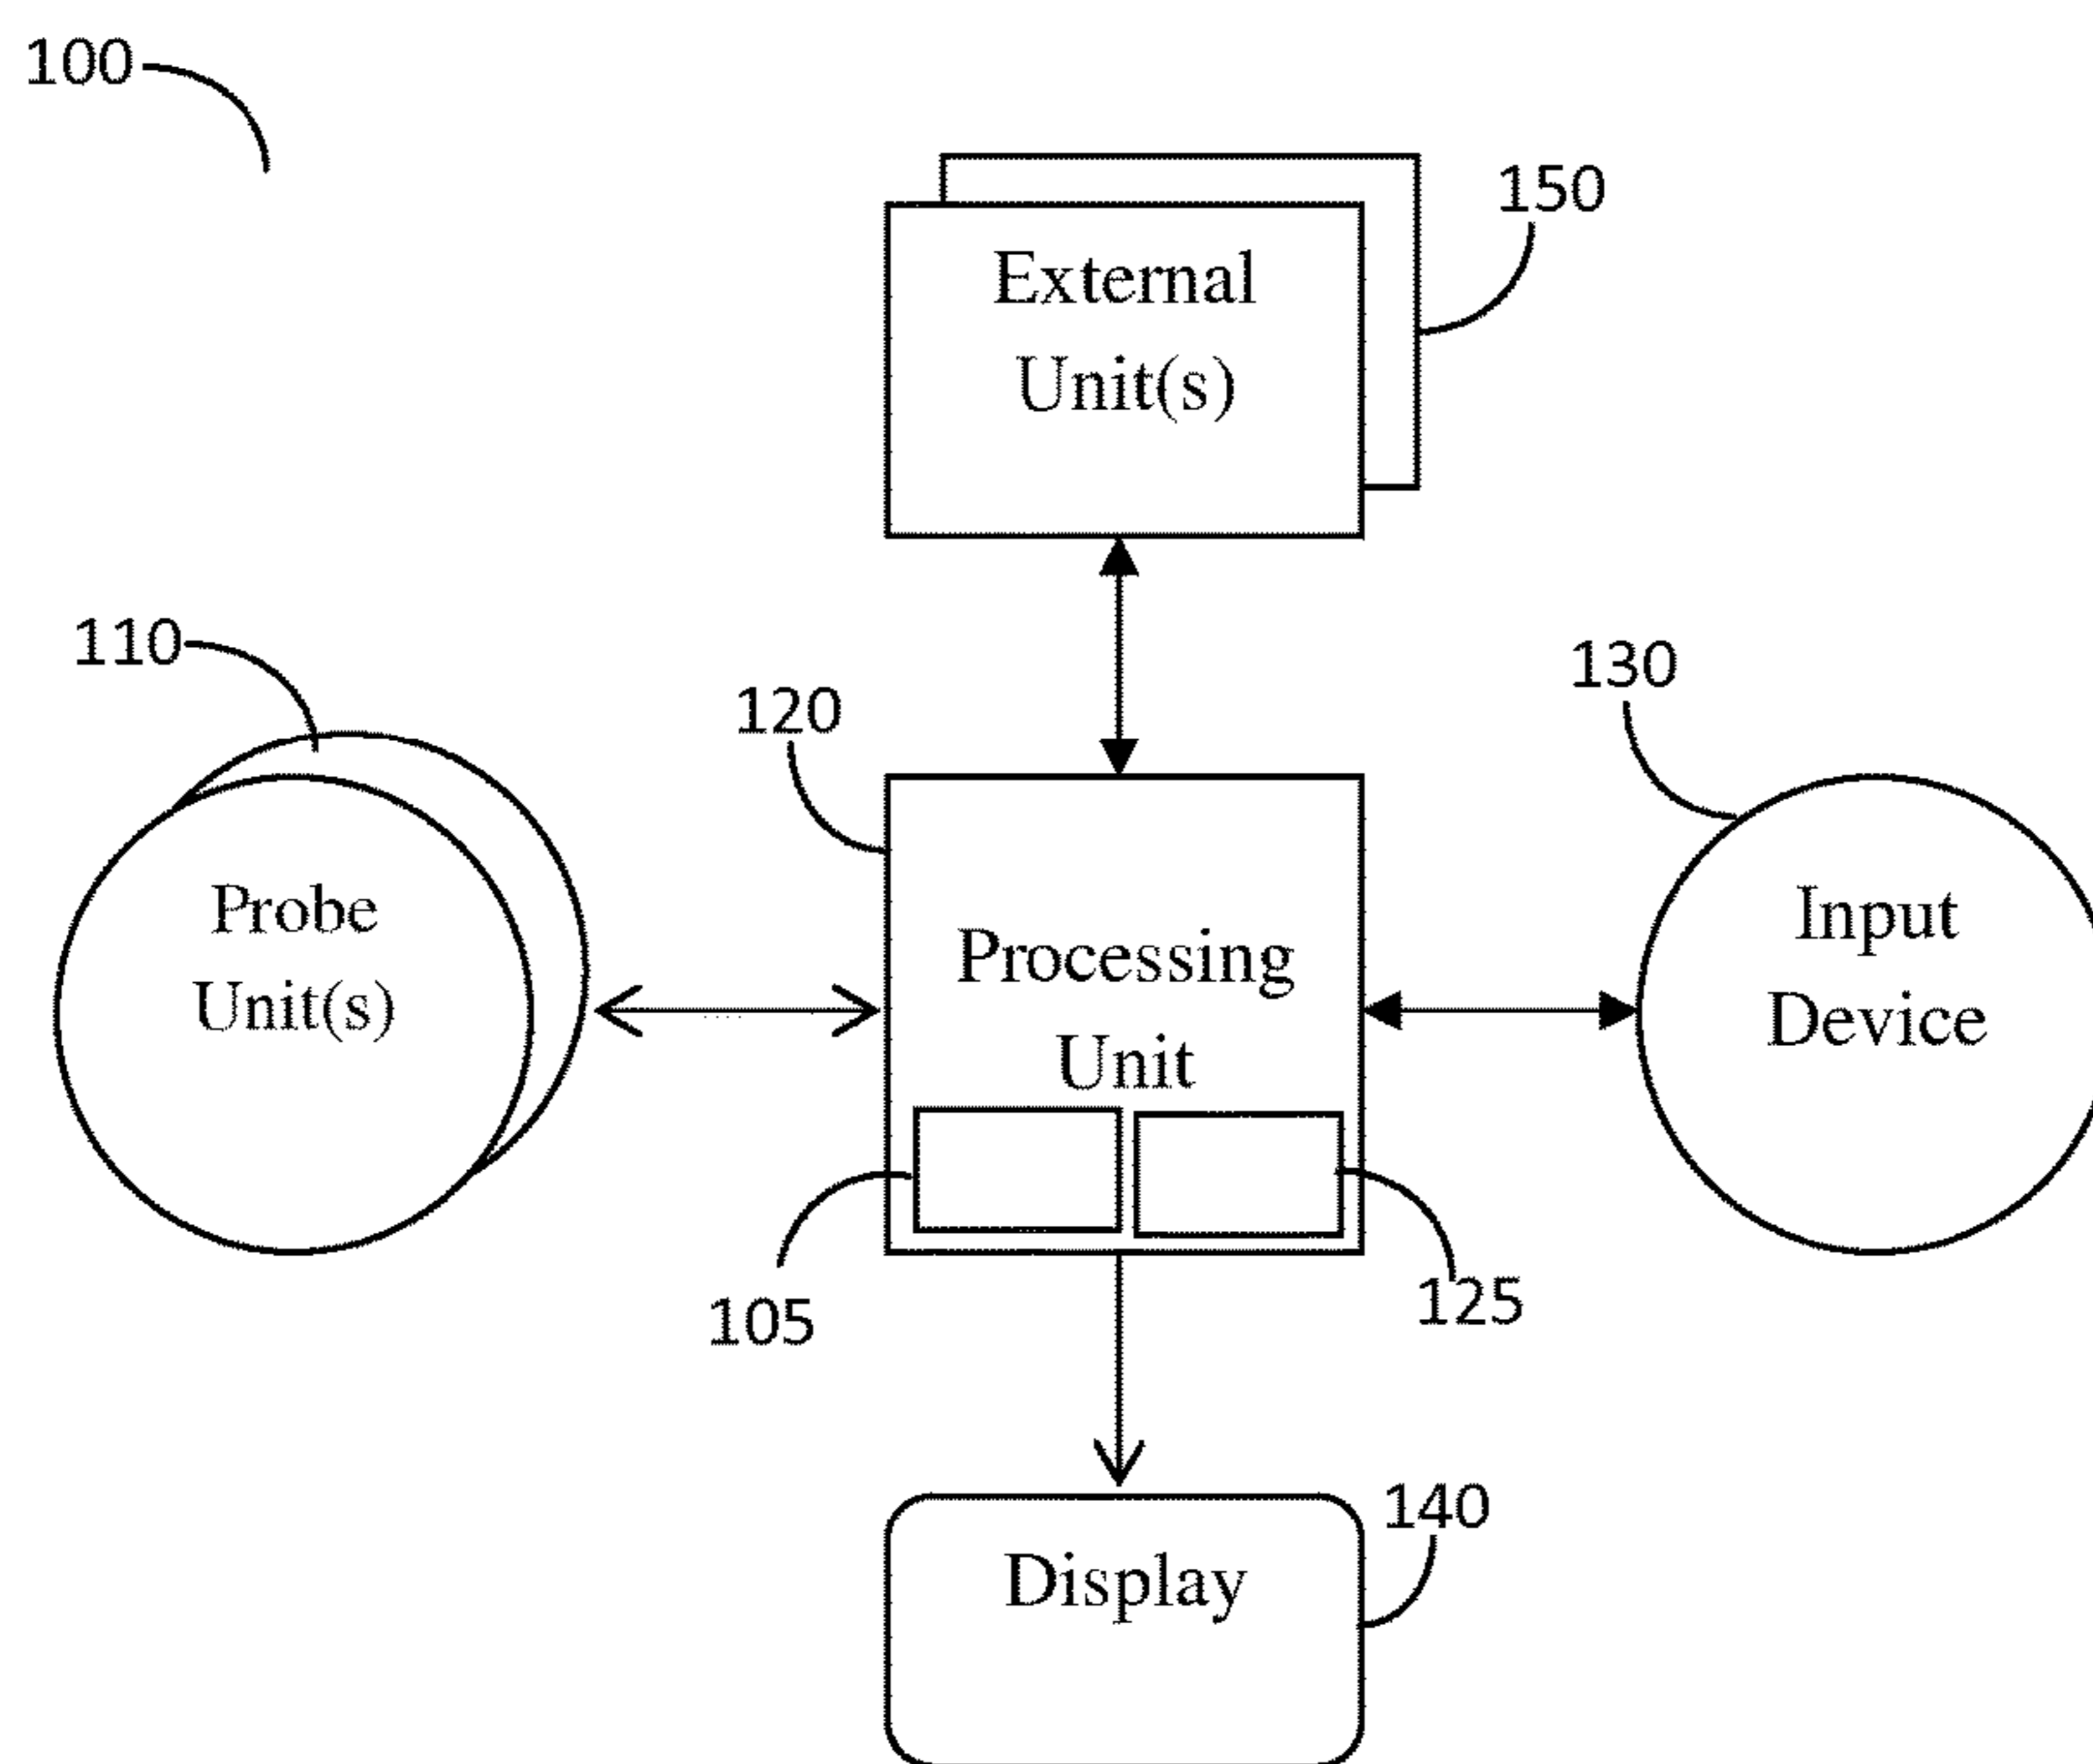 100
150
External
Unit(s)
110
120
130
Probe
Unit(s)
Processing
Unit
Input
Device
105
125
140
Display